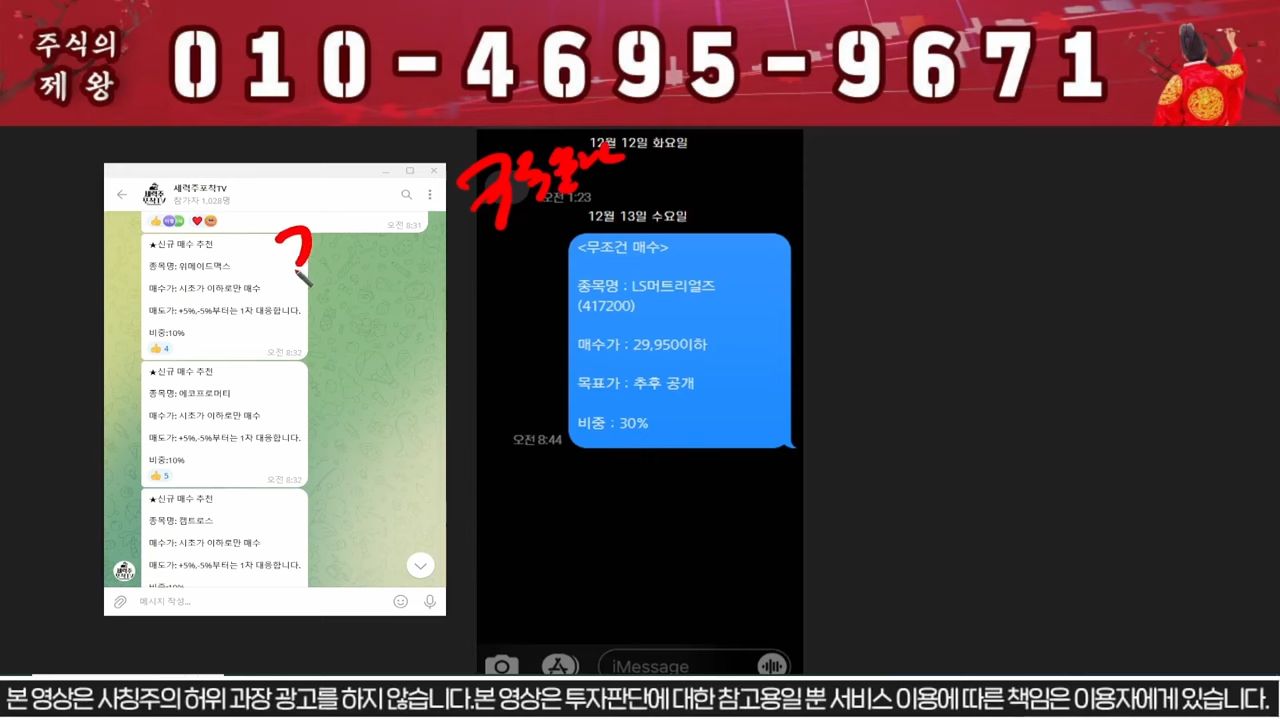 주식의
제왕
010-4695-9671
세력주포착TV
참가자 1,028명
오전 8:31
★신규 매수 추천
종목명: 위메이드맥스
매수가: 시초가 이하로만 매수
매도가: +5%,-5%부터는 1차 대응합니다.
비중:10%
4
오전 8:32
★신규 매수 추천
종목명: 에코프로머티
매수가: 시초가 이하로만 매수
매도가: +5%,-5%부터는 1차 대응합니다.
비중:10%
5
오전 8:32
★신규 매수 추천
종목명: 켐트로스
매수가: 시초가 이하로만 매수
매도가: +5%,-5%부터는 1차 대응합니다.
비중:10%
메시지 작성...
12월 12일 화요일
오전 1:23
12월 13일 수요일
<무조건 매수>
종목명 : LS머트리얼즈
(417200)
매수가 : 29,950이하
목표가 : 추후 공개
비중 : 30%
오전 8:44
iMessage
본 영상은 사칭주의 허위 과장 광고를 하지 않습니다.본 영상은 투자판단에 대한 참고용일 뿐 서비스 이용에 따른 책임은 이용자에게 있습니다.